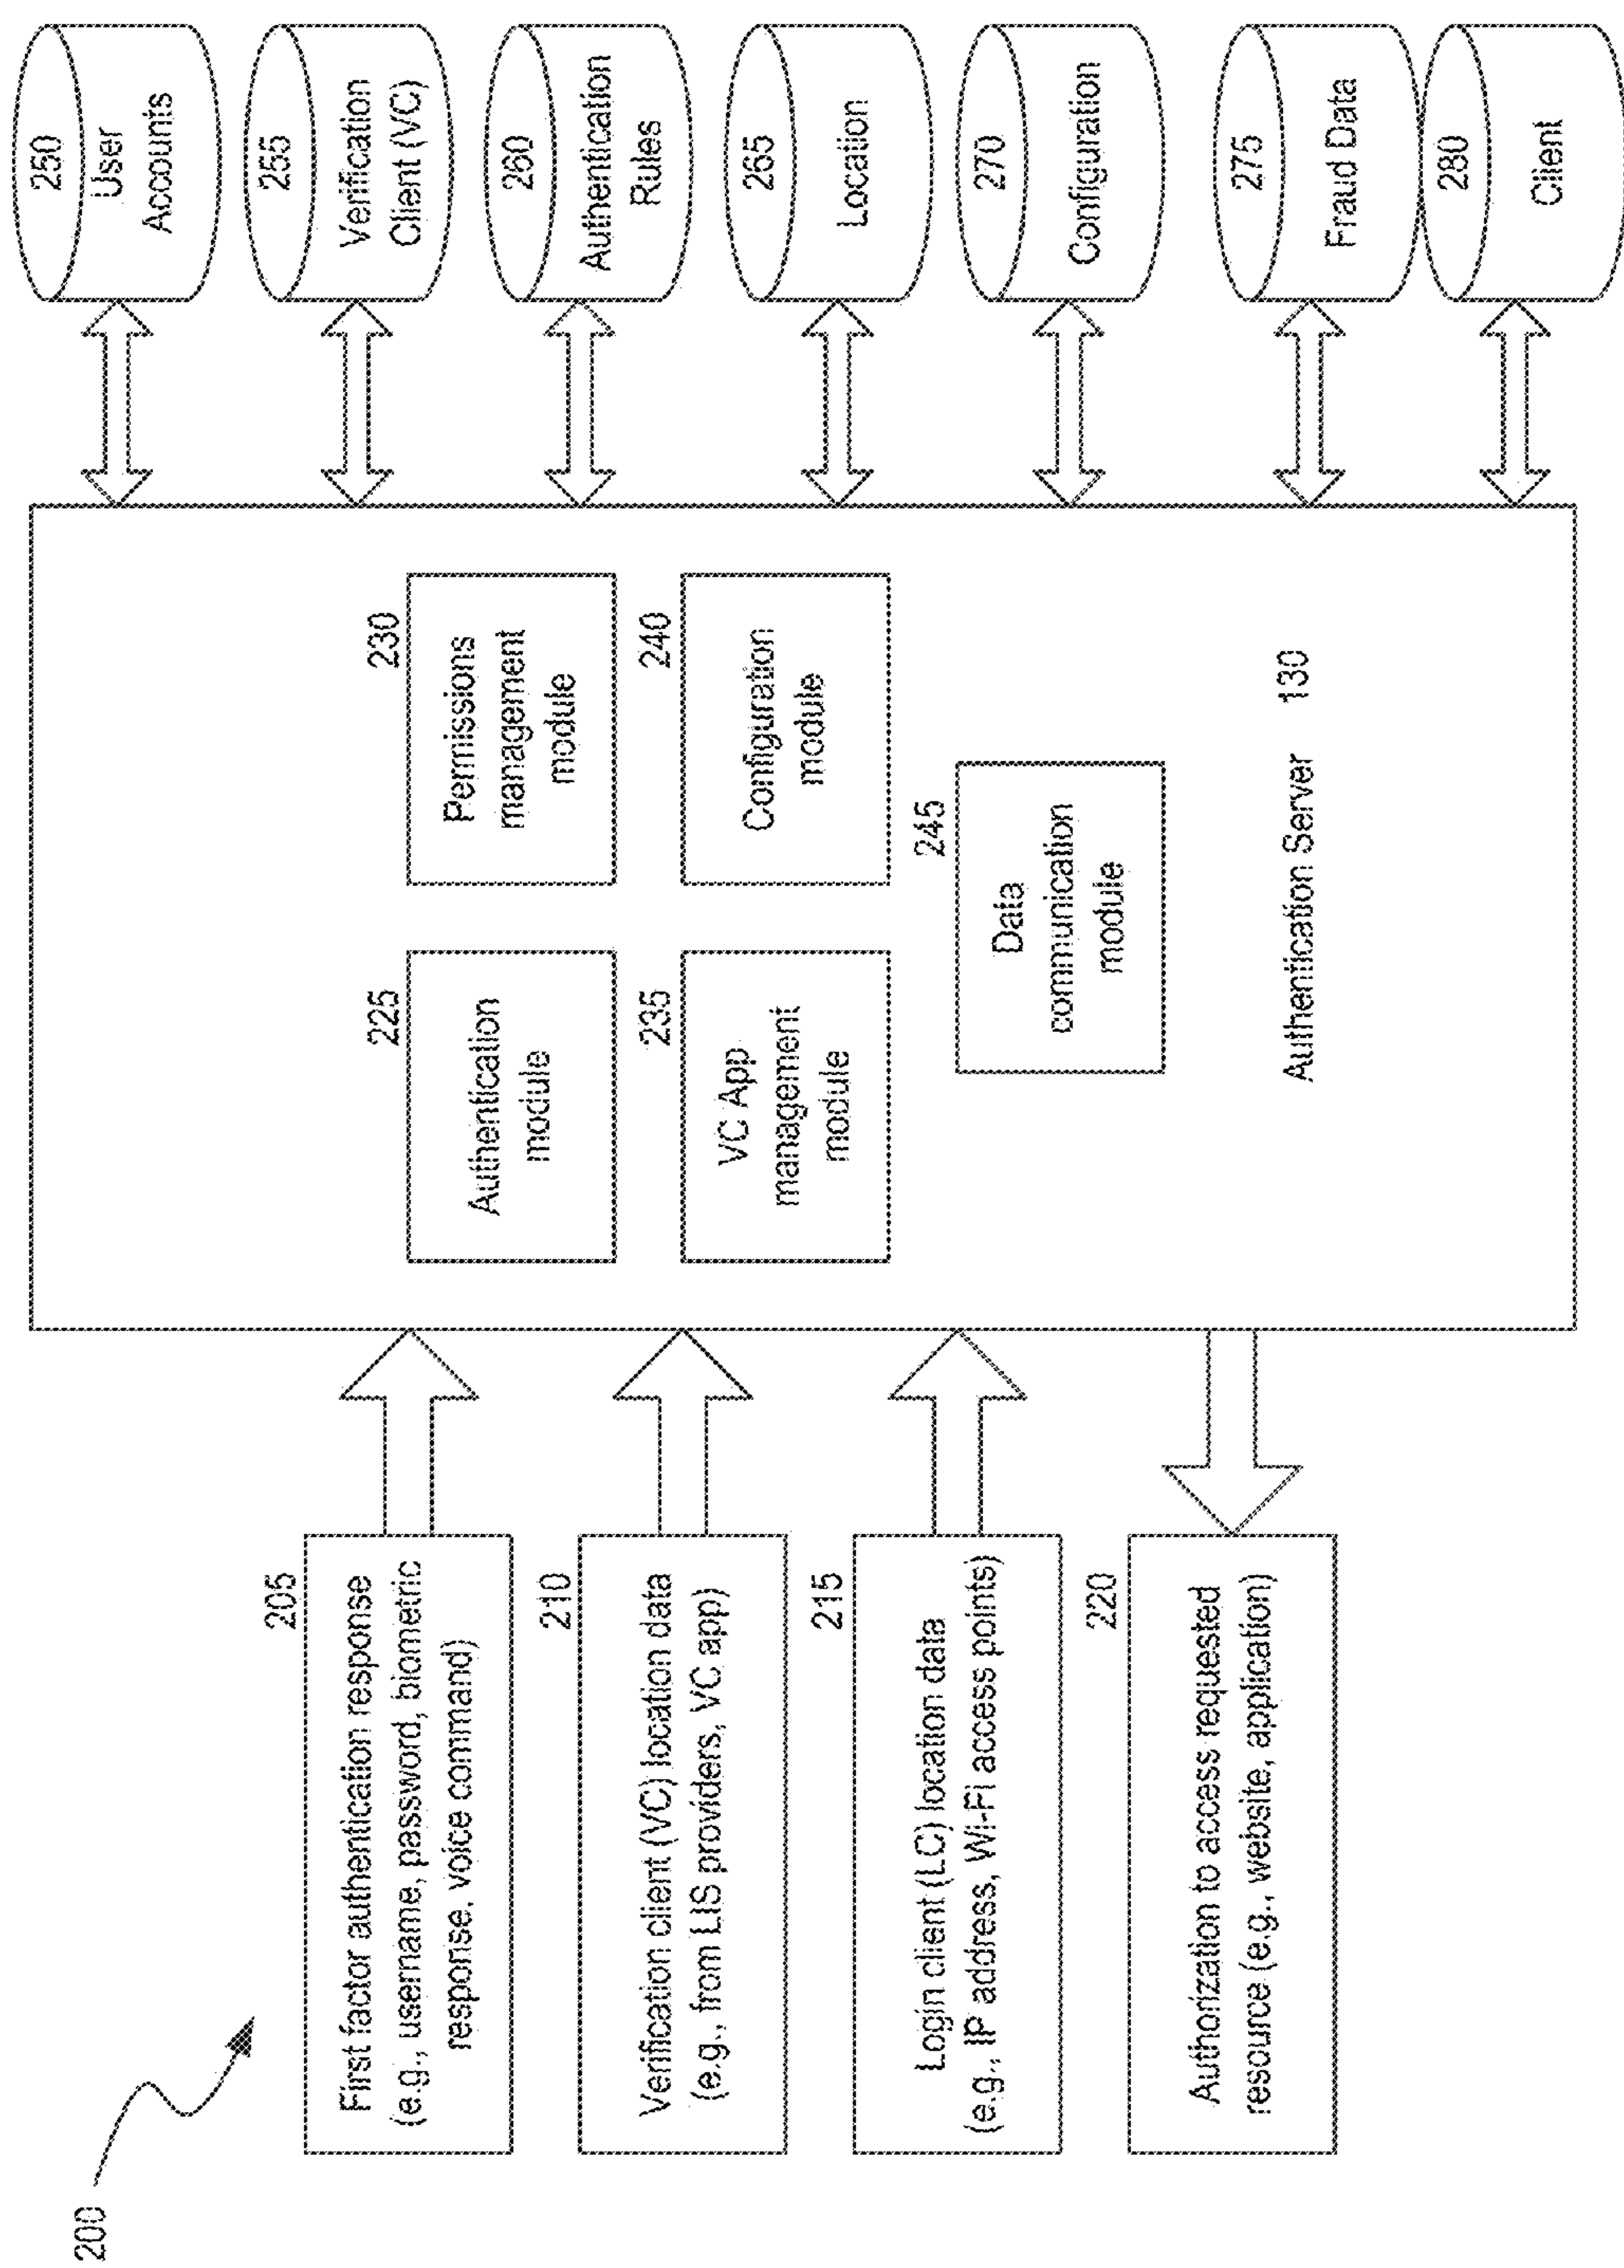 200
205
First factor authentication response
(e.g., username, password, biometric
response, voice command)
210
Verification client (VC) location data
(e.g., from LIS providers, VC app)
215
Login client (LC) location data
(e.g., IP address, Wi-Fi access points)
220
Authorization to access requested
resource (e.g., website, application)
225
Authentication
module
230
Permissions
management
module
235
VC App
management
module
240
Configuration
module
245
Data
communication
module
Authentication Server 130
250
User
Accounts
255
Verification
Client (VC)
260
Authentication
Rules
265
Location
270
Configuration
275
Fraud Data
280
Client